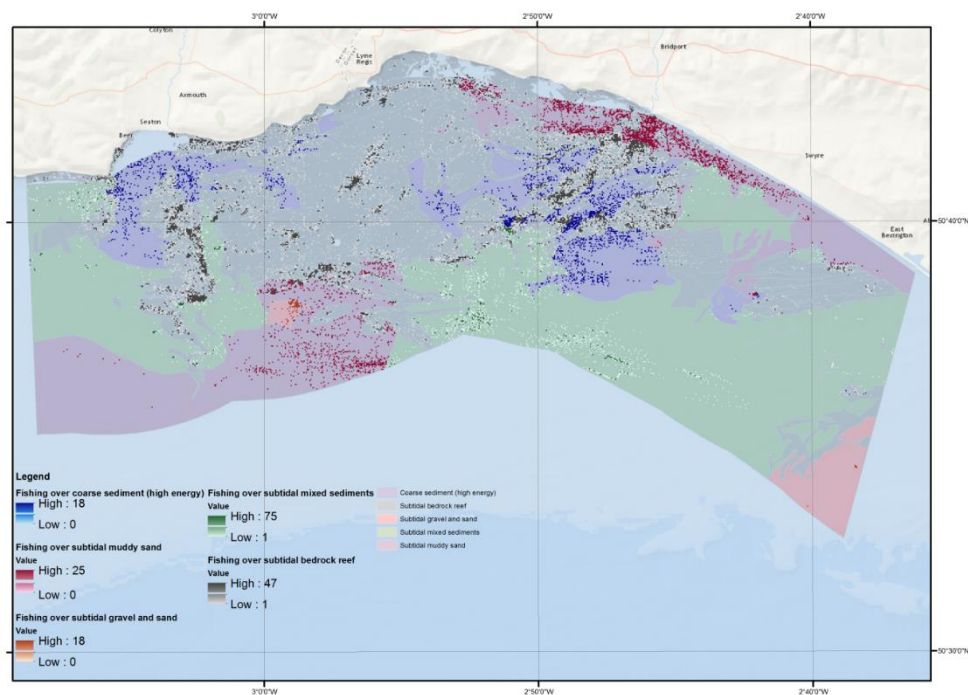 3°0'0"W 2°50'0"W 2°40'0"W
Colyton
Devon
Dorset
Lyme
Regis
Bridport
Axmouth
Seaton
Beer
Swyre
50°40'0"N
East
Bexington
Legend
Fishing over coarse sediment (high energy)
High : 18
Low : 0
Fishing over subtidal muddy sand
Value
High : 25
Low : 0
Fishing over subtidal gravel and sand
Value
High : 18
Low : 0
Fishing over subtidal mixed sediments
Value
High : 75
Low : 1
Fishing over subtidal bedrock reef
Value
High : 47
Low : 1
Coarse sediment (high energy)
Subtidal bedrock reef
Subtidal gravel and sand
Subtidal mixed sediments
Subtidal muddy sand
50°30'0"N
3°0'0"W 2°50'0"W 2°40'0"W